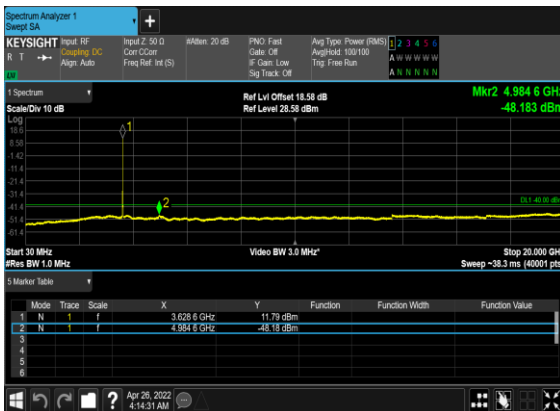 Spectrum Analyzer 1
Swept SA
KEYSIGHT
R T
Input: RF
Coupling: DC
Align: Auto
Input Z: 50 Ω
Corr CCorr
Freq Ref: Int (S)
#Atten: 20 dB
PNO: Fast
Gate: Off
IF Gain: Low
Sig Track: Off
Avg Type: Power (RMS)
Avg|Hold: 100/100
Trig: Free Run
1 2 3 4 5 6
A W W W W W
A N N N N N
1 Spectrum
Scale/Div 10 dB
Ref Lvl Offset 18.58 dB
Ref Level 28.58 dBm
Mkr2 4.984 6 GHz
-48.183 dBm
Log
18.6
8.58
-1.42
-11.4
-21.4
-31.4
-41.4
-51.4
-61.4
1
2
DL1 -40.00 dBm
Start 30 MHz
#Res BW 1.0 MHz
Video BW 3.0 MHz*
Stop 20.000 GHz
Sweep ~38.3 ms (40001 pts)
5 Marker Table
Mode Trace Scale X Y Function Function Width Function Value
1 N 1 f 3.628 6 GHz 11.79 dBm
2 N 1 f 4.984 6 GHz -48.18 dBm
3
4
5
6
?
Apr 26, 2022
4:14:31 AM